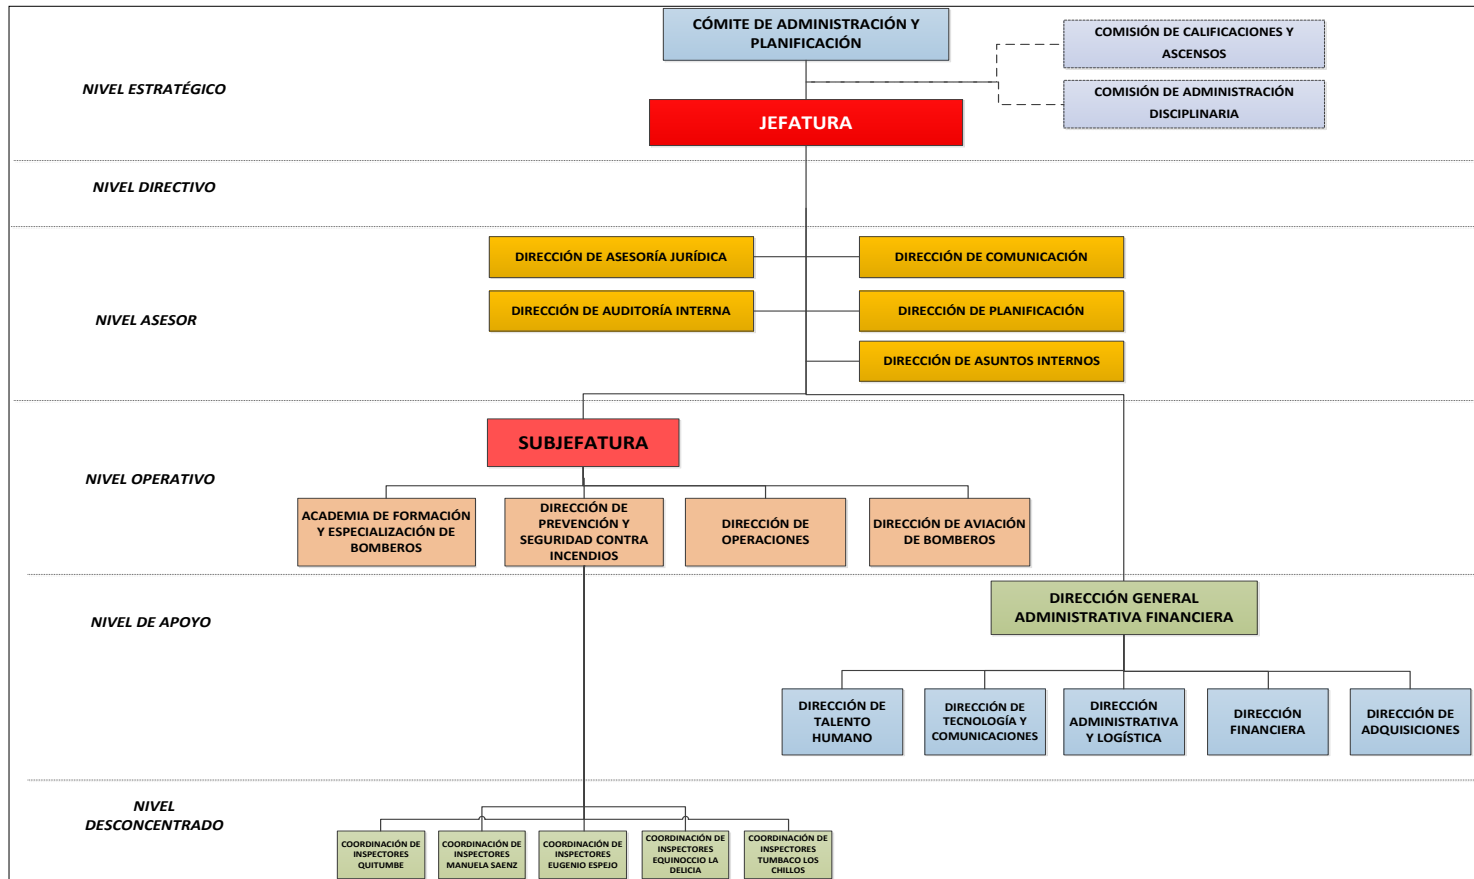 CÓMITE DE ADMINISTRACIÓN Y
PLANIFICACIÓN
COMISIÓN DE CALIFICACIONES Y
ASCENSOS
NIVEL ESTRATÉGICO
COMISIÓN DE ADMINISTRACIÓN
DISCIPLINARIA
JEFATURA
NIVEL DIRECTIVO
DIRECCIÓN DE ASESORÍA JURÍDICA
DIRECCIÓN DE COMUNICACIÓN
NIVEL ASESOR
DIRECCIÓN DE AUDITORÍA INTERNA
DIRECCIÓN DE PLANIFICACIÓN
DIRECCIÓN DE ASUNTOS INTERNOS
SUBJEFATURA
NIVEL OPERATIVO
ACADEMIA DE FORMACIÓN
Y ESPECIALIZACIÓN DE
BOMBEROS
DIRECCIÓN DE
PREVENCIÓN Y
SEGURIDAD CONTRA
INCENDIOS
DIRECCIÓN DE
OPERACIONES
DIRECCIÓN DE AVIACIÓN
DE BOMBEROS
NIVEL DE APOYO
DIRECCIÓN GENERAL
ADMINISTRATIVA FINANCIERA
DIRECCIÓN DE
TALENTO
HUMANO
DIRECCIÓN DE
TECNOLOGÍA Y
COMUNICACIONES
DIRECCIÓN
ADMINISTRATIVA
Y LOGÍSTICA
DIRECCIÓN
FINANCIERA
DIRECCIÓN DE
ADQUISICIONES
NIVEL
DESCONCENTRADO
COORDINACIÓN DE
INSPECTORES
QUITUMBE
COORDINACIÓN DE
INSPECTORES
MANUELA SAENZ
COORDINACIÓN DE
INSPECTORES
EUGENIO ESPEJO
COORDINACIÓN DE
INSPECTORES
EQUINOCCIO LA
DELICIA
COORDINACIÓN DE
INSPECTORES
TUMBACO LOS
CHILLOS